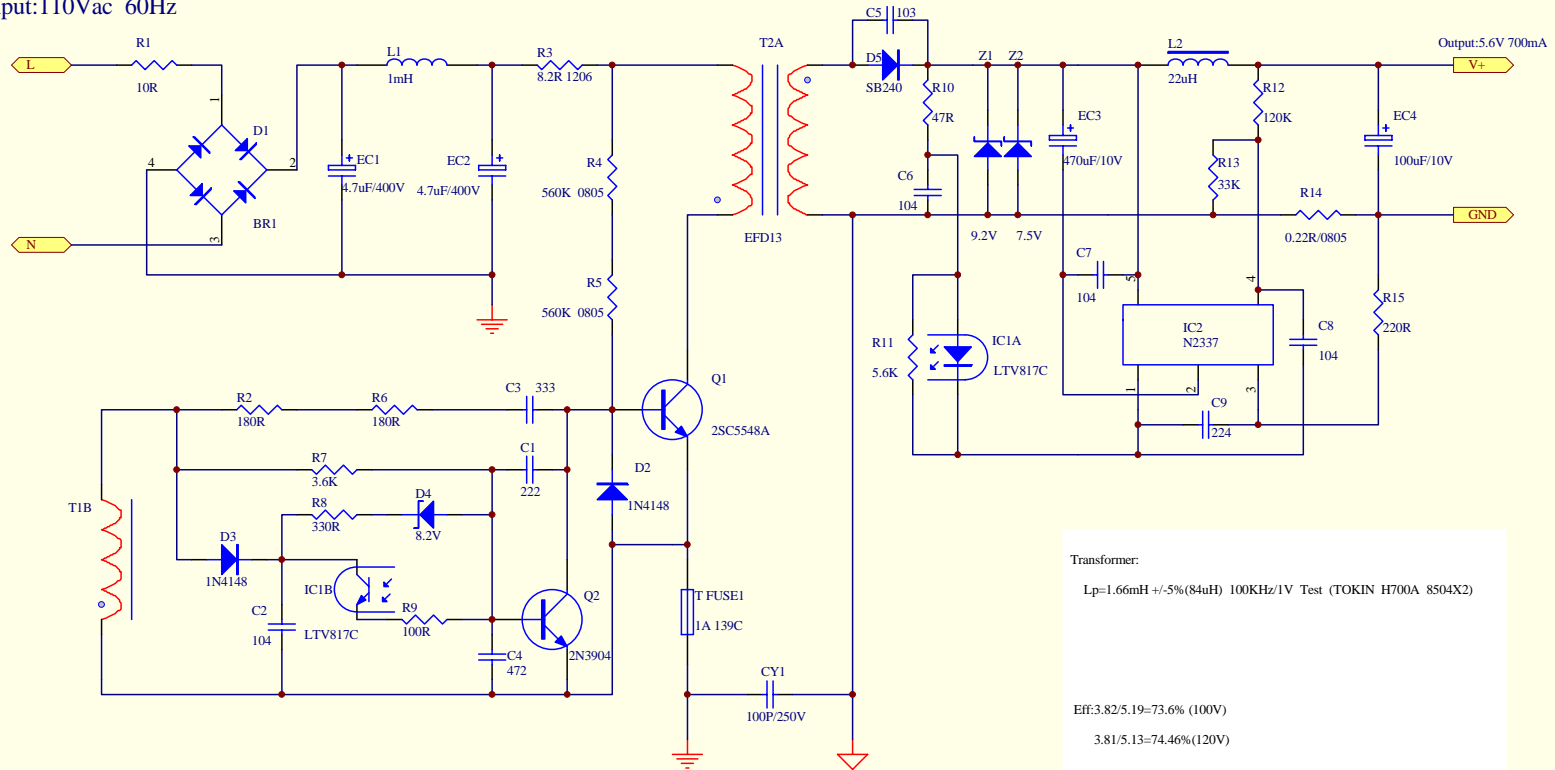 put:110Vac 60Hz
C5 103
R1
L1
R3
T2A
D5
Z1 Z2
L2
Output:5.6V 700mA
L
10R
1mH
8.2R 1206
SB240
R10
47R
22uH
R12
120K
V+
1
D1
4
2
EC1
4.7uF/400V
EC2
4.7uF/400V
R4
560K 0805
C6
104
EC3
470uF/10V
R13
33K
EC4
100uF/10V
R14
N
3
BR1
EFD13
9.2V
7.5V
0.22R/0805
GND
C7
104
5
4
R5
560K 0805
R15
220R
IC2
N2337
C8
104
R11
5.6K
IC1A
LTV817C
1
2
3
C9
224
R2
180R
R6
180R
C3 333
Q1
2SC5548A
R7
3.6K
C1
222
D2
1N4148
T1B
R8
330R
D4
8.2V
D3
1N4148
IC1B
LTV817C
C2
104
R9
100R
Q2
2N3904
C4
472
T FUSE1
1A 139C
CY1
100P/250V
Transformer:
Lp=1.66mH +/-5%(84uH) 100KHz/1V Test (TOKIN H700A 8504X2)
Eff:3.82/5.19=73.6% (100V)
3.81/5.13=74.46%(120V)